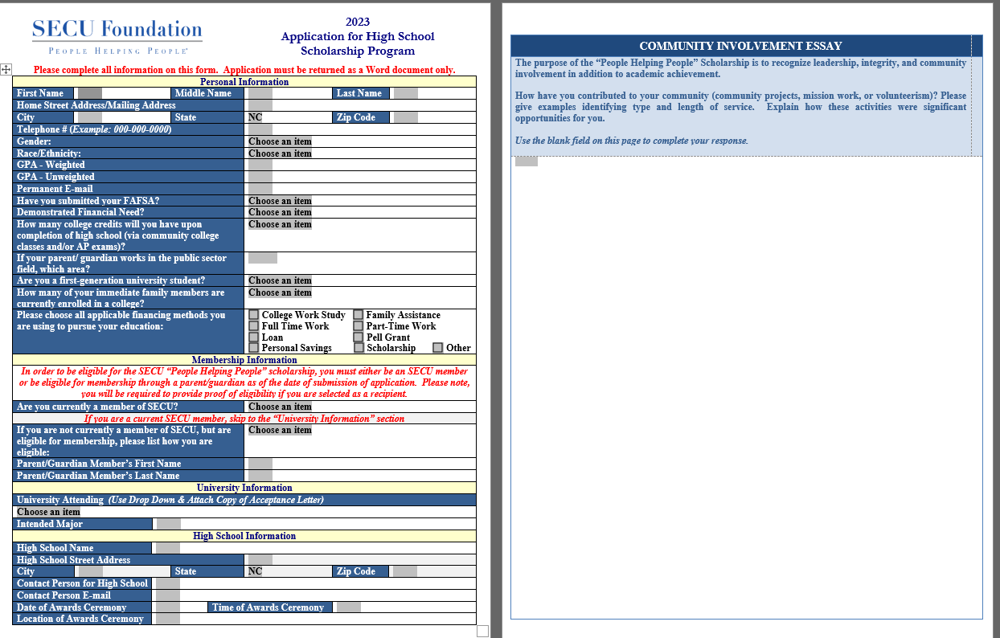 SECU Foundation
PEOPLE HELPING PEOPLE®
2023
Application for High School
Scholarship Program
Please complete all information on this form. Application must be returned as a Word document only.
Personal Information
First Name Middle Name Last Name
Home Street Address/Mailing Address
City State NC Zip Code
Telephone # (Example: 000-000-0000)
Gender: Choose an item
Race/Ethnicity: Choose an item
GPA - Weighted
GPA - Unweighted
Permanent E-mail
Have you submitted your FAFSA? Choose an item
Demonstrated Financial Need? Choose an item
How many college credits will you have upon Choose an item
completion of high school (via community college
classes and/or AP exams)?
If your parent/ guardian works in the public sector
field, which area?
Are you a first-generation university student? Choose an item
How many of your immediate family members are Choose an item
currently enrolled in a college?
Please choose all applicable financing methods you
are using to pursue your education:
College Work Study Family Assistance
Full Time Work Part-Time Work
Loan Pell Grant
Personal Savings Scholarship Other
Membership Information
In order to be eligible for the SECU “People Helping People” scholarship, you must either be an SECU member
or be eligible for membership through a parent/guardian as of the date of submission of application. Please note,
you will be required to provide proof of eligibility if you are selected as a recipient.
Are you currently a member of SECU? Choose an item
If you are a current SECU member, skip to the “University Information” section
If you are not currently a member of SECU, but are Choose an item
eligible for membership, please list how you are
eligible:
Parent/Guardian Member’s First Name
Parent/Guardian Member’s Last Name
University Information
University Attending (Use Drop Down & Attach Copy of Acceptance Letter)
Choose an item
Intended Major
High School Information
High School Name
High School Street Address
City State NC Zip Code
Contact Person for High School
Contact Person E-mail
Date of Awards Ceremony Time of Awards Ceremony
Location of Awards Ceremony
COMMUNITY INVOLVEMENT ESSAY
The purpose of the “People Helping People” Scholarship is to recognize leadership, integrity, and community
involvement in addition to academic achievement.
How have you contributed to your community (community projects, mission work, or volunteerism)? Please
give examples identifying type and length of service. Explain how these activities were significant
opportunities for you.
Use the blank field on this page to complete your response.